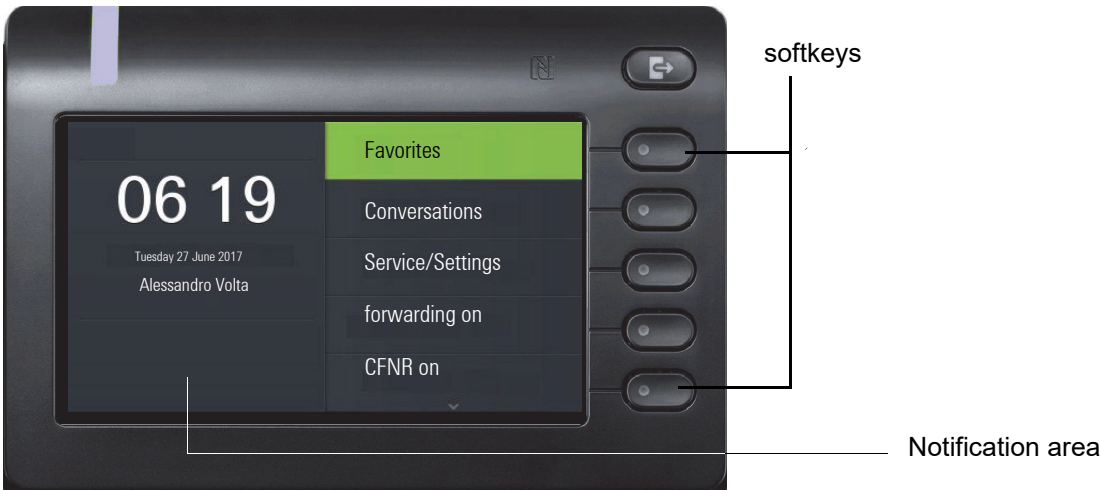 softkeys
06 19
Tuesday 27 June 2017
Alessandro Volta
Favorites
Conversations
Service/Settings
forwarding on
CFNR on
Notification area